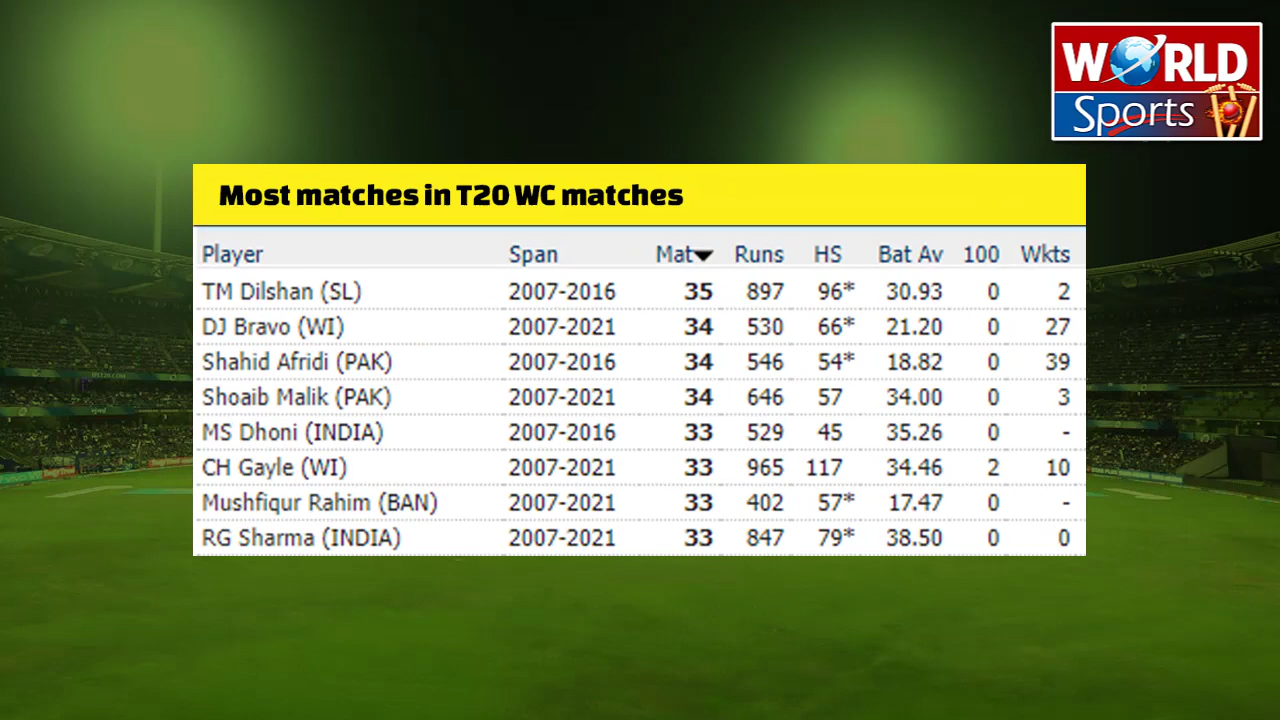 WORLD
Sports
Most matches in T20 WC matches
Player Span Mat▼ Runs HS Bat Av 100 Wkts
TM Dilshan (SL) 2007-2016 35 897 96* 30.93 0 2
DJ Bravo (WI) 2007-2021 34 530 66* 21.20 0 27
Shahid Afridi (PAK) 2007-2016 34 546 54* 18.82 0 39
Shoaib Malik (PAK) 2007-2021 34 646 57 34.00 0 3
MS Dhoni (INDIA) 2007-2016 33 529 45 35.26 0 -
CH Gayle (WI) 2007-2021 33 965 117 34.46 2 10
Mushfiqur Rahim (BAN) 2007-2021 33 402 57* 17.47 0 -
RG Sharma (INDIA) 2007-2021 33 847 79* 38.50 0 0